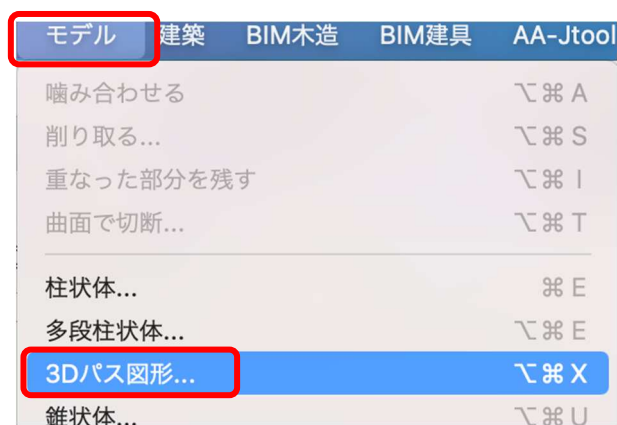 モデル 建築 BIM木造 BIM建具 AA-Jtool
噛み合わせる ⌥⌘A
削り取る... ⌥⌘S
重なった部分を残す ⌥⌘I
曲面で切断... ⌥⌘T
柱状体... ⌘E
多段柱状体... ⌥⌘E
3Dパス図形... ⌥⌘X
錐状体... ⌥⌘U